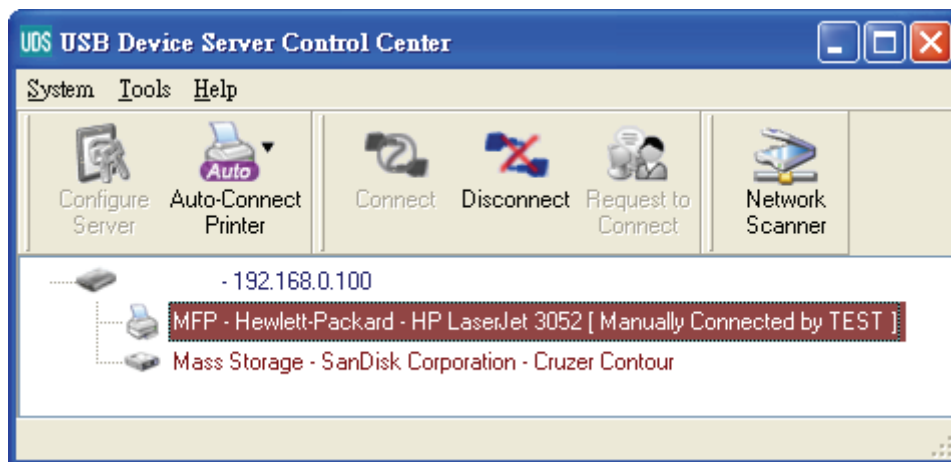 UDS USB Device Server Control Center
System Tools Help
Configure Server
Auto
Auto-Connect Printer
Connect
Disconnect
Request to Connect
Network Scanner
- 192.168.0.100
MFP - Hewlett-Packard - HP LaserJet 3052 [ Manually Connected by TEST ]
Mass Storage - SanDisk Corporation - Cruzer Contour